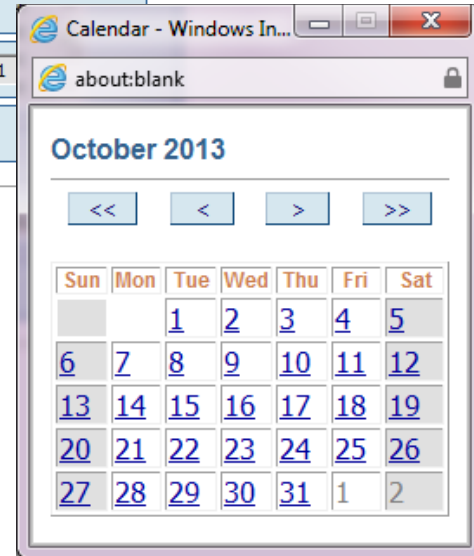 Calendar - Windows In...
1
about:blank
October 2013
<< < > >>
Sun Mon Tue Wed Thu Fri Sat
1 2 3 4 5
6 7 8 9 10 11 12
13 14 15 16 17 18 19
20 21 22 23 24 25 26
27 28 29 30 31 1 2